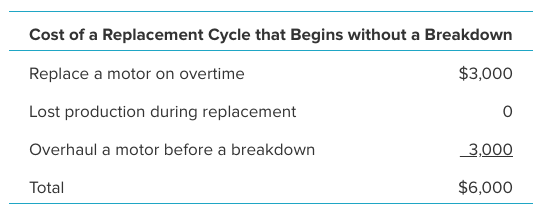 Cost of a Replacement Cycle that Begins without a Breakdown
Replace a motor on overtime $3,000
Lost production during replacement 0
Overhaul a motor before a breakdown 3,000
Total $6,000